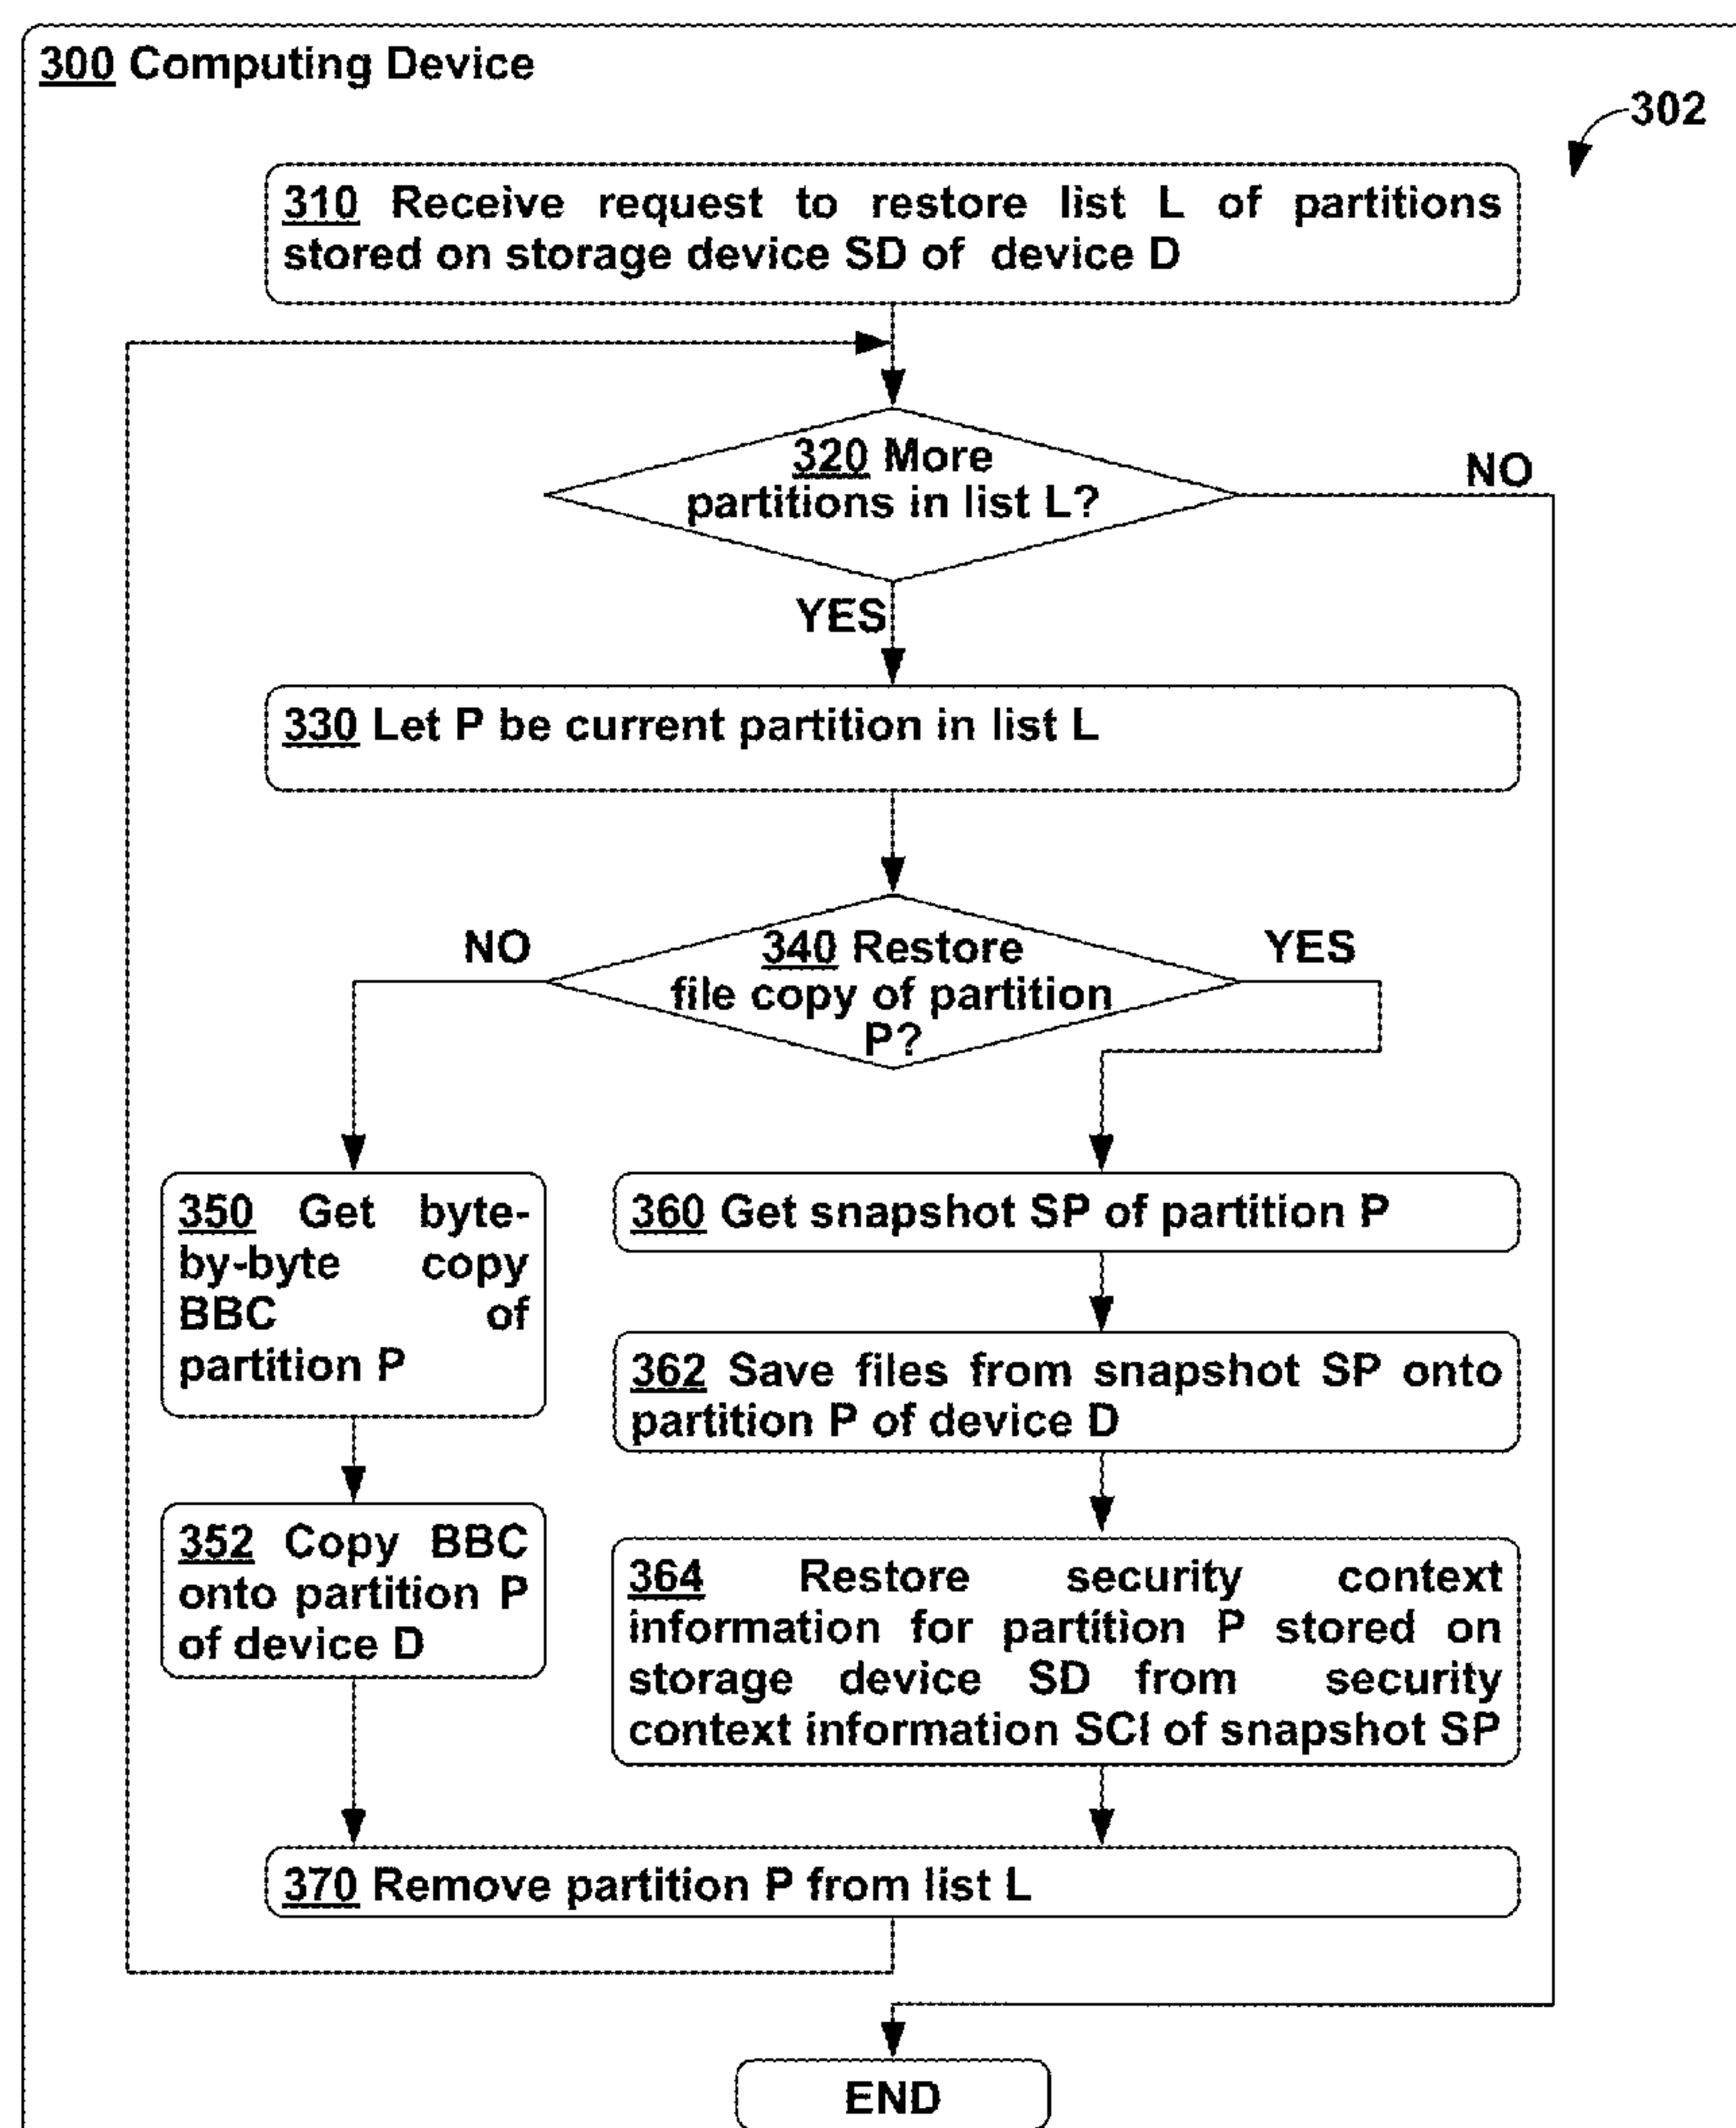 300 Computing Device
302
310 Receive request to restore list L of partitions
stored on storage device SD of device D
320 More
partitions in list L?
NO
YES
330 Let P be current partition in list L
NO
340 Restore
file copy of partition
P?
YES
350 Get byte-
by-byte copy
BBC of
partition P
352 Copy BBC
onto partition P
of device D
360 Get snapshot SP of partition P
362 Save files from snapshot SP onto
partition P of device D
364 Restore security context
information for partition P stored on
storage device SD from security
context information SCI of snapshot SP
370 Remove partition P from list L
END